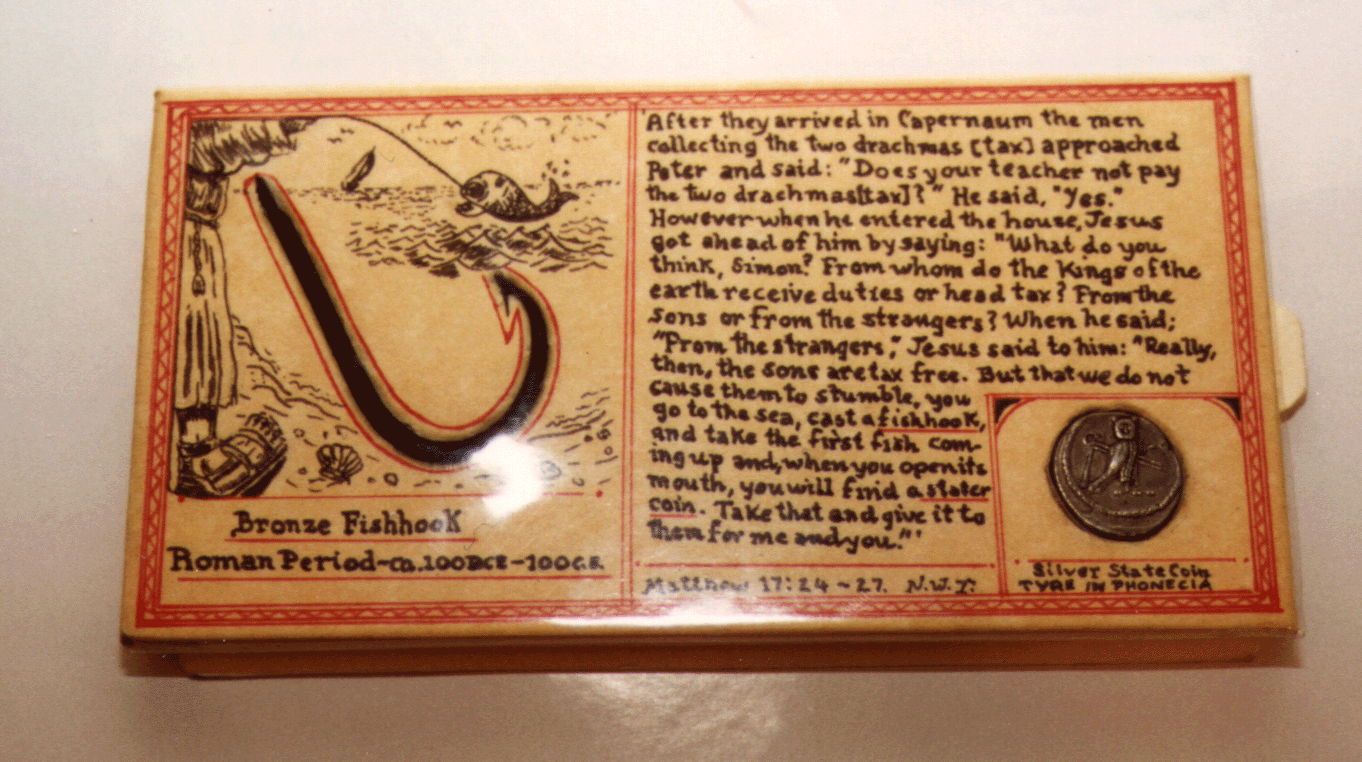 Bronze Fishhook
Roman Period-ca.100BCE-100C.E.
'After they arrived in Capernaum the men
collecting the two drachmas [tax] approached
Peter and said: "Does your teacher not pay
the two drachmas[tax]?" He said, "Yes."
However when he entered the house, Jesus
got ahead of him by saying: "What do you
think, Simon? From whom do the Kings of the
earth receive duties or head tax? From the
sons or from the strangers? When he said;
"From the strangers", Jesus said to him: "Really,
then, the sons are tax free. But that we do not
cause them to stumble, you
go to the sea, cast a fishhook,
and take the first fish com-
ing up and, when you open its
mouth, you will find a stater
coin. Take that and give it to
them for me and you."'
Matthew 17:24~27. N.W.T.
Silver State Coin
TYRE IN PHONECIA